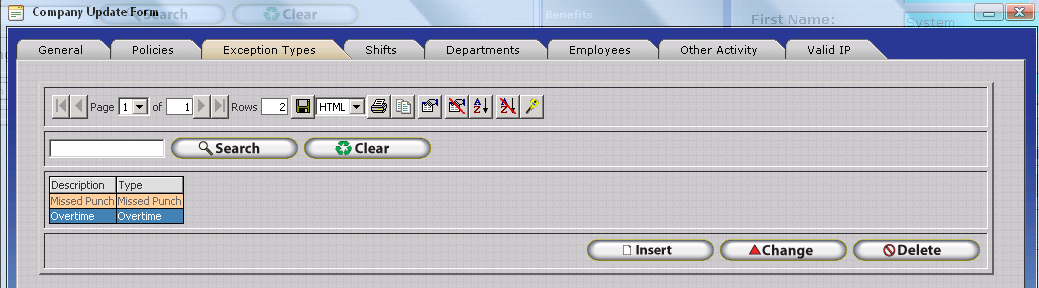 Company Update Form
Search Clear
Benefits
First Name:
System
General Policies Exception Types Shifts Departments Employees Other Activity Valid IP
Page 1 of 1 Rows 2 HTML
Search Clear
Description Type
Missed Punch Missed Punch
Overtime Overtime
Insert Change Delete